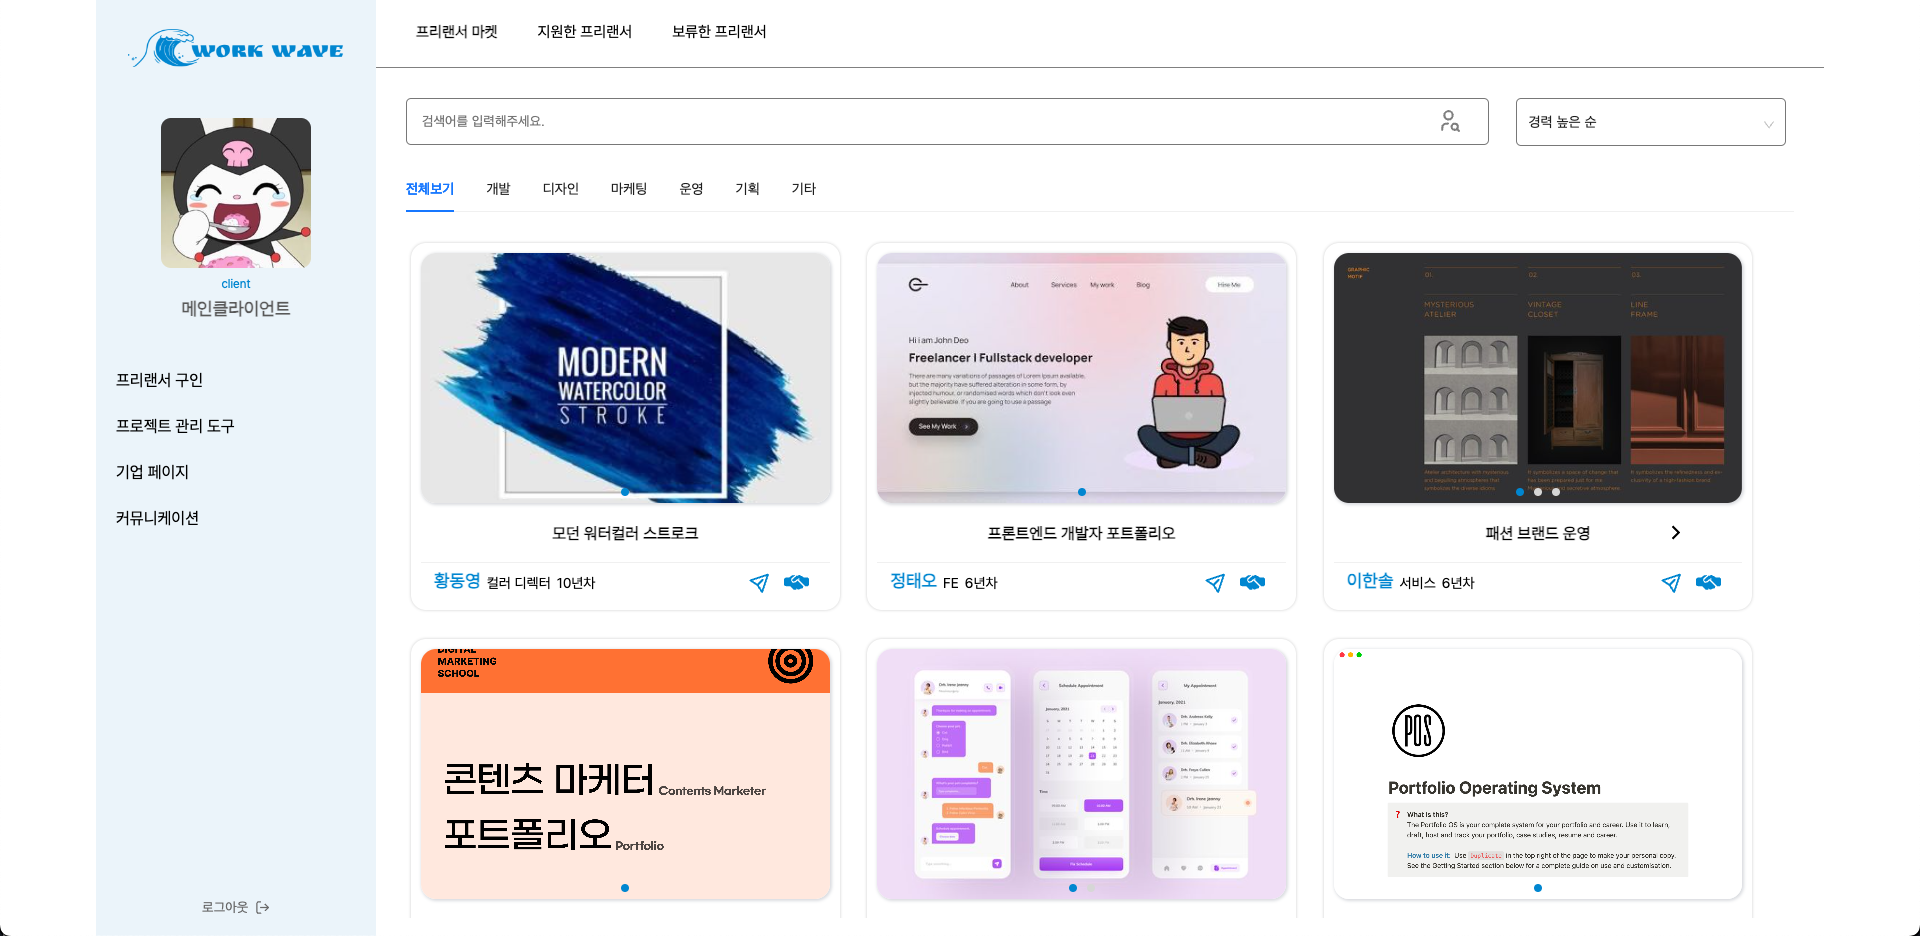 WORK WAVE
client
메인클라이언트
프리랜서 구인
프로젝트 관리 도구
기업 페이지
커뮤니케이션
로그아웃
프리랜서 마켓
지원한 프리랜서
보류한 프리랜서
검색어를 입력해주세요.
경력 높은 순
전체보기
개발
디자인
마케팅
운영
기획
기타
MODERN
WATERCOLOR
STROKE
모던 워터컬러 스트로크
황동영 컬러 디렉터 10년차
About Services My work Blog Hire Me
Hi i am John Deo
Freelancer I Fullstack developer
There are many variations of passages of Lorem Ipsum available,
but the majority have suffered alteration in some form, by
injected humour, or randomised words which don't look even
slightly believable. If you are going to use a passage
See My Work
프론트엔드 개발자 포트폴리오
정태오 FE 6년차
GRAPHIC
MOTIF
01.
02.
03.
MYSTERIOUS
ATELIER
VINTAGE
CLOSET
LINE
FRAME
패션 브랜드 운영
이한솔 서비스 6년차
DIGITAL
MARKETING
SCHOOL
콘텐츠 마케터 Contents Marketer
포트폴리오 Portfolio
Drh. Irene Jeanny
Schedule Appointment
January, 2021
Time
My Appointment
January, 2021
Drh. Irene Jeanny
POS
Portfolio Operating System
? What is this?
The Portfolio OS is your complete system for your portfolio and career. Use it to learn,
draft, host and track your portfolio, case studies, resume and career.
How to use it: Use Duplicate in the top right of the page to make your personal copy.
See the Getting Started section below for a complete guide on use and customisation.